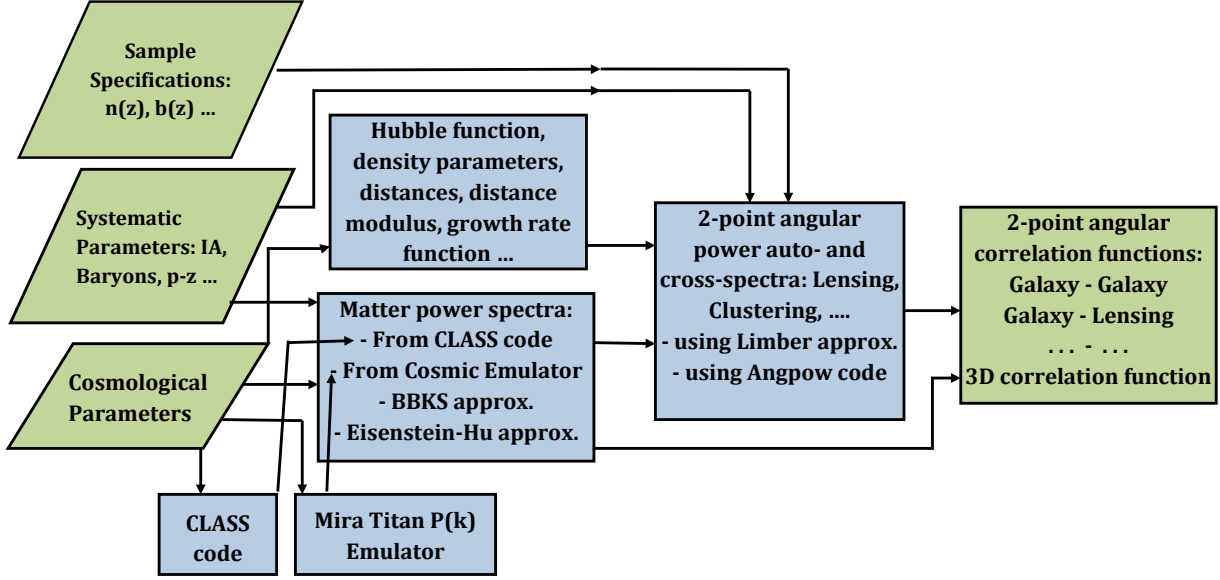 Sample
Specifications:
n(z), b(z) ...
Systematic
Parameters: IA,
Baryons, p-z ...
Cosmological
Parameters
Hubble function,
density parameters,
distances, distance
modulus, growth rate
function ...
Matter power spectra:
- From CLASS code
- From Cosmic Emulator
- BBKS approx.
- Eisenstein-Hu approx.
CLASS
code
Mira Titan P(k)
Emulator
2-point angular
power auto- and
cross-spectra: Lensing,
Clustering, ....
- using Limber approx.
- using Angpow code
2-point angular
correlation functions:
Galaxy - Galaxy
Galaxy - Lensing
. . . - . . .
3D correlation function